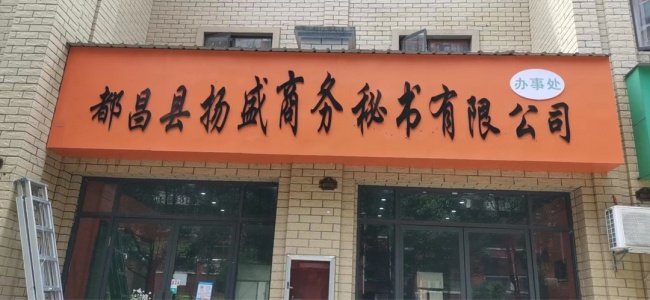 都昌县扬盛商务秘书有限公司
办事处